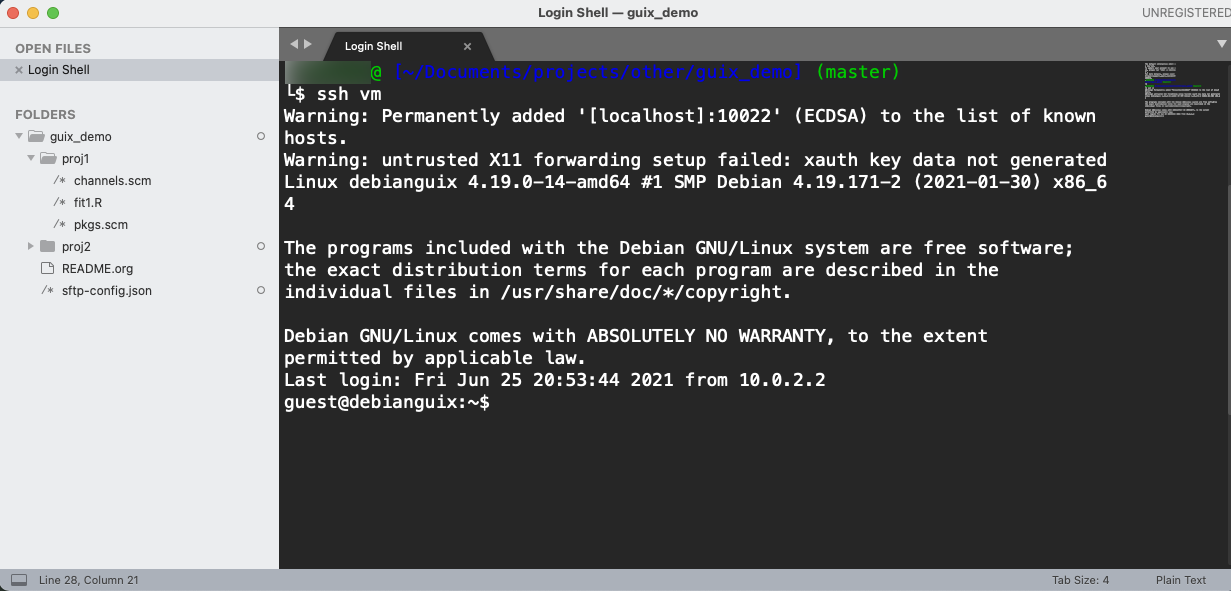 Login Shell — guix_demo
UNREGISTERED
OPEN FILES
Login Shell
FOLDERS
guix_demo
proj1
/* channels.scm
/* fit1.R
/* pkgs.scm
proj2
README.org
/* sftp-config.json
Login Shell
@ [~/Documents/projects/other/guix_demo] (master)
└$ ssh vm
Warning: Permanently added '[localhost]:10022' (ECDSA) to the list of known
hosts.
Warning: untrusted X11 forwarding setup failed: xauth key data not generated
Linux debianguix 4.19.0-14-amd64 #1 SMP Debian 4.19.171-2 (2021-01-30) x86_6
4
The programs included with the Debian GNU/Linux system are free software;
the exact distribution terms for each program are described in the
individual files in /usr/share/doc/*/copyright.
Debian GNU/Linux comes with ABSOLUTELY NO WARRANTY, to the extent
permitted by applicable law.
Last login: Fri Jun 25 20:53:44 2021 from 10.0.2.2
guest@debianguix:~$
Line 28, Column 21
Tab Size: 4
Plain Text